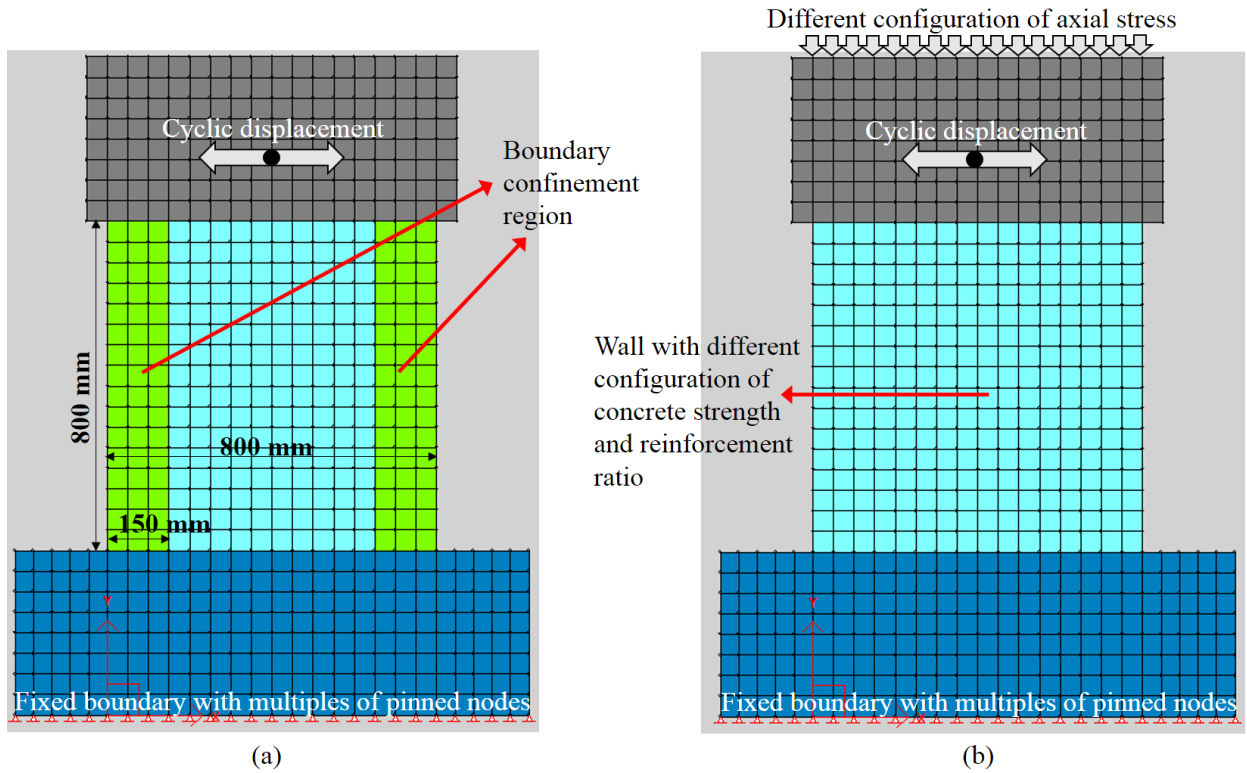 Different configuration of axial stress
Cyclic displacement
Boundary
confinement
region
800 mm
800 mm
150 mm
Y
X
Fixed boundary with multiples of pinned nodes
(a)
Cyclic displacement
Wall with different
configuration of
concrete strength
and reinforcement
ratio
Y
X
Fixed boundary with multiples of pinned nodes
(b)